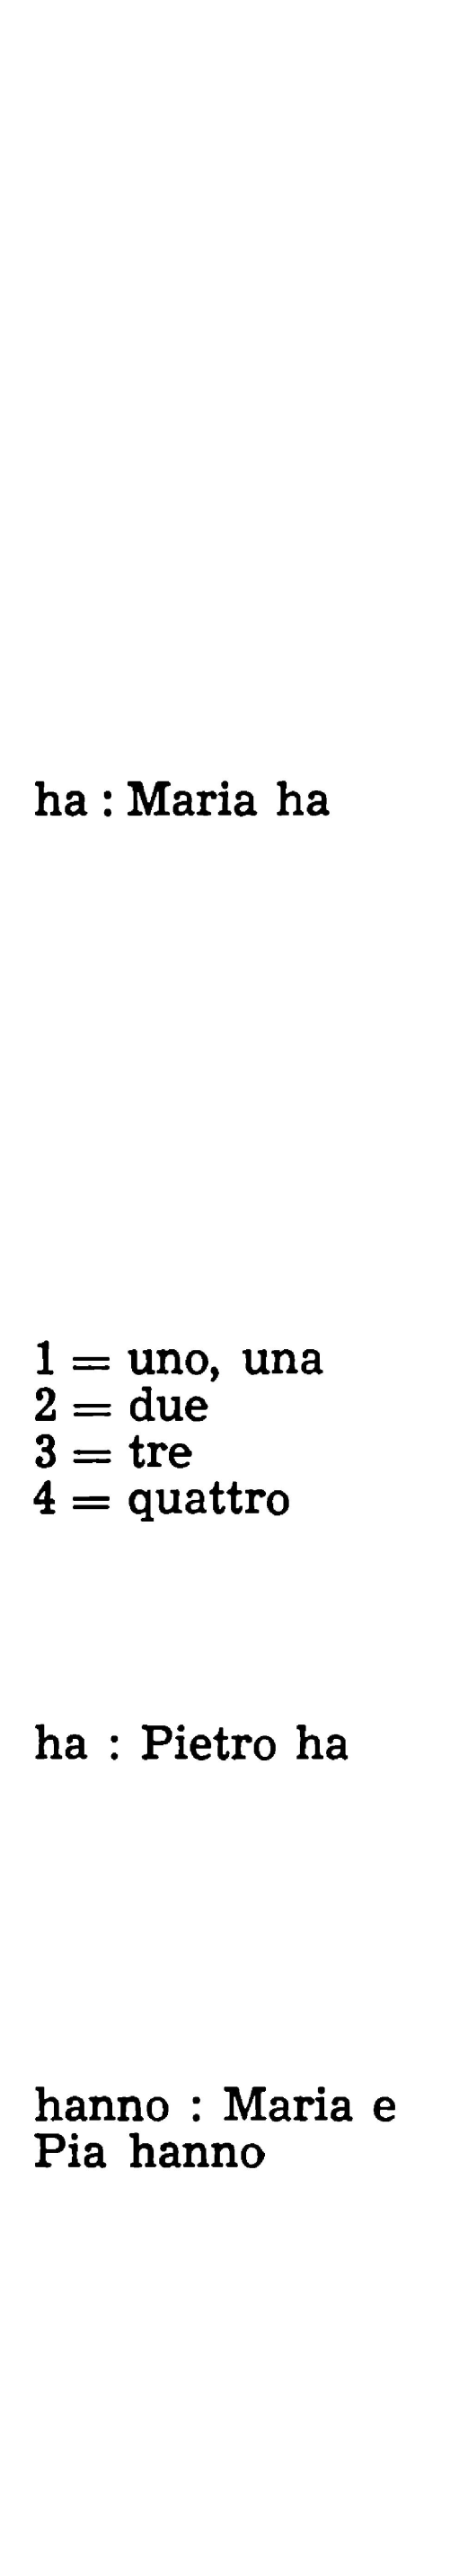 ha : Maria ha
1 = uno, una
2 = due
3 = tre
4 = quattro
ha : Pietro ha
hanno : Maria e
Pia hanno